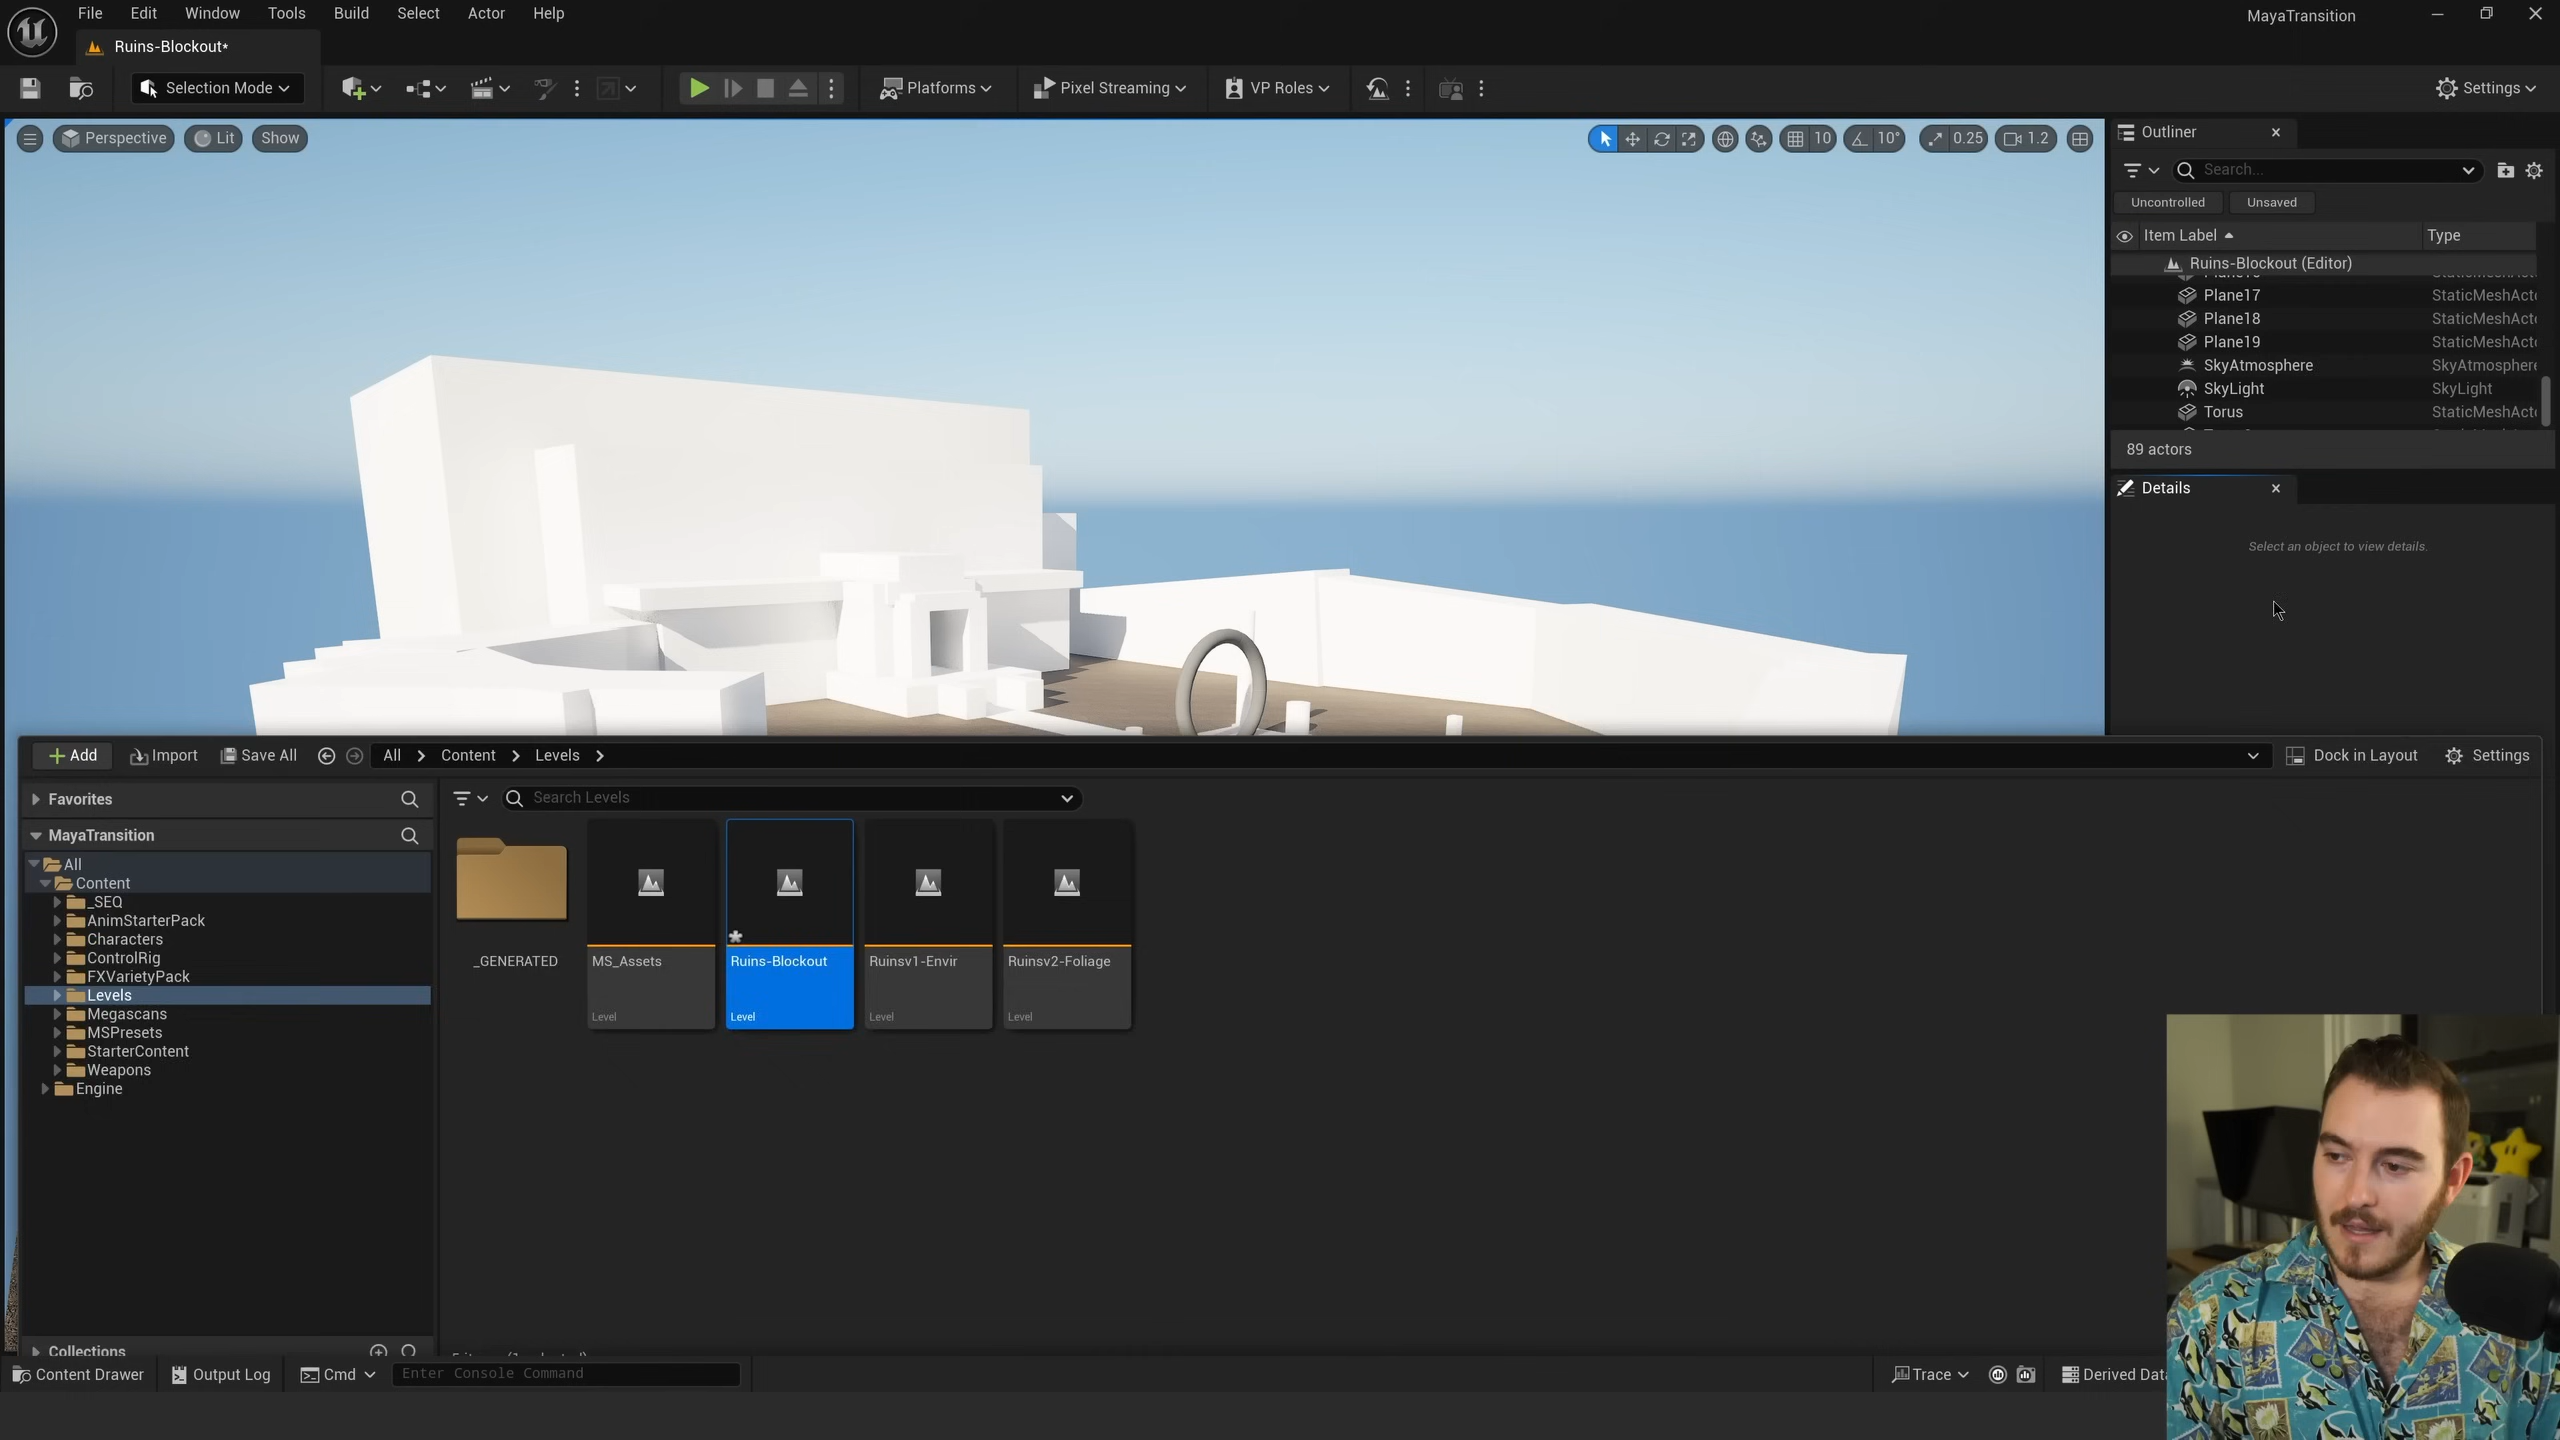 File Edit Window Tools Build Select Actor Help
MayaTransition
Ruins-Blockout*
Selection Mode
Platforms
Pixel Streaming
VP Roles
Settings
Perspective
Lit
Show
10
10°
0.25
1.2
Outliner
Search...
Uncontrolled
Unsaved
Item Label
Type
Ruins-Blockout (Editor)
Plane17 StaticMeshActo
Plane18 StaticMeshActo
Plane19 StaticMeshActo
SkyAtmosphere SkyAtmosphere
SkyLight SkyLight
Torus StaticMeshActo
89 actors
Details
Select an object to view details.
Add
Import
Save All
All
Content
Levels
Dock in Layout
Settings
Favorites
MayaTransition
All
Content
_SEQ
AnimStarterPack
Characters
ControlRig
FXVarietyPack
Levels
Megascans
MSPresets
StarterContent
Weapons
Engine
Collections
Search Levels
_GENERATED
MS_Assets
Level
Ruins-Blockout
Level
Ruinsv1-Envir
Level
Ruinsv2-Foliage
Level
Content Drawer
Output Log
Cmd
Enter Console Command
Trace
Derived Data